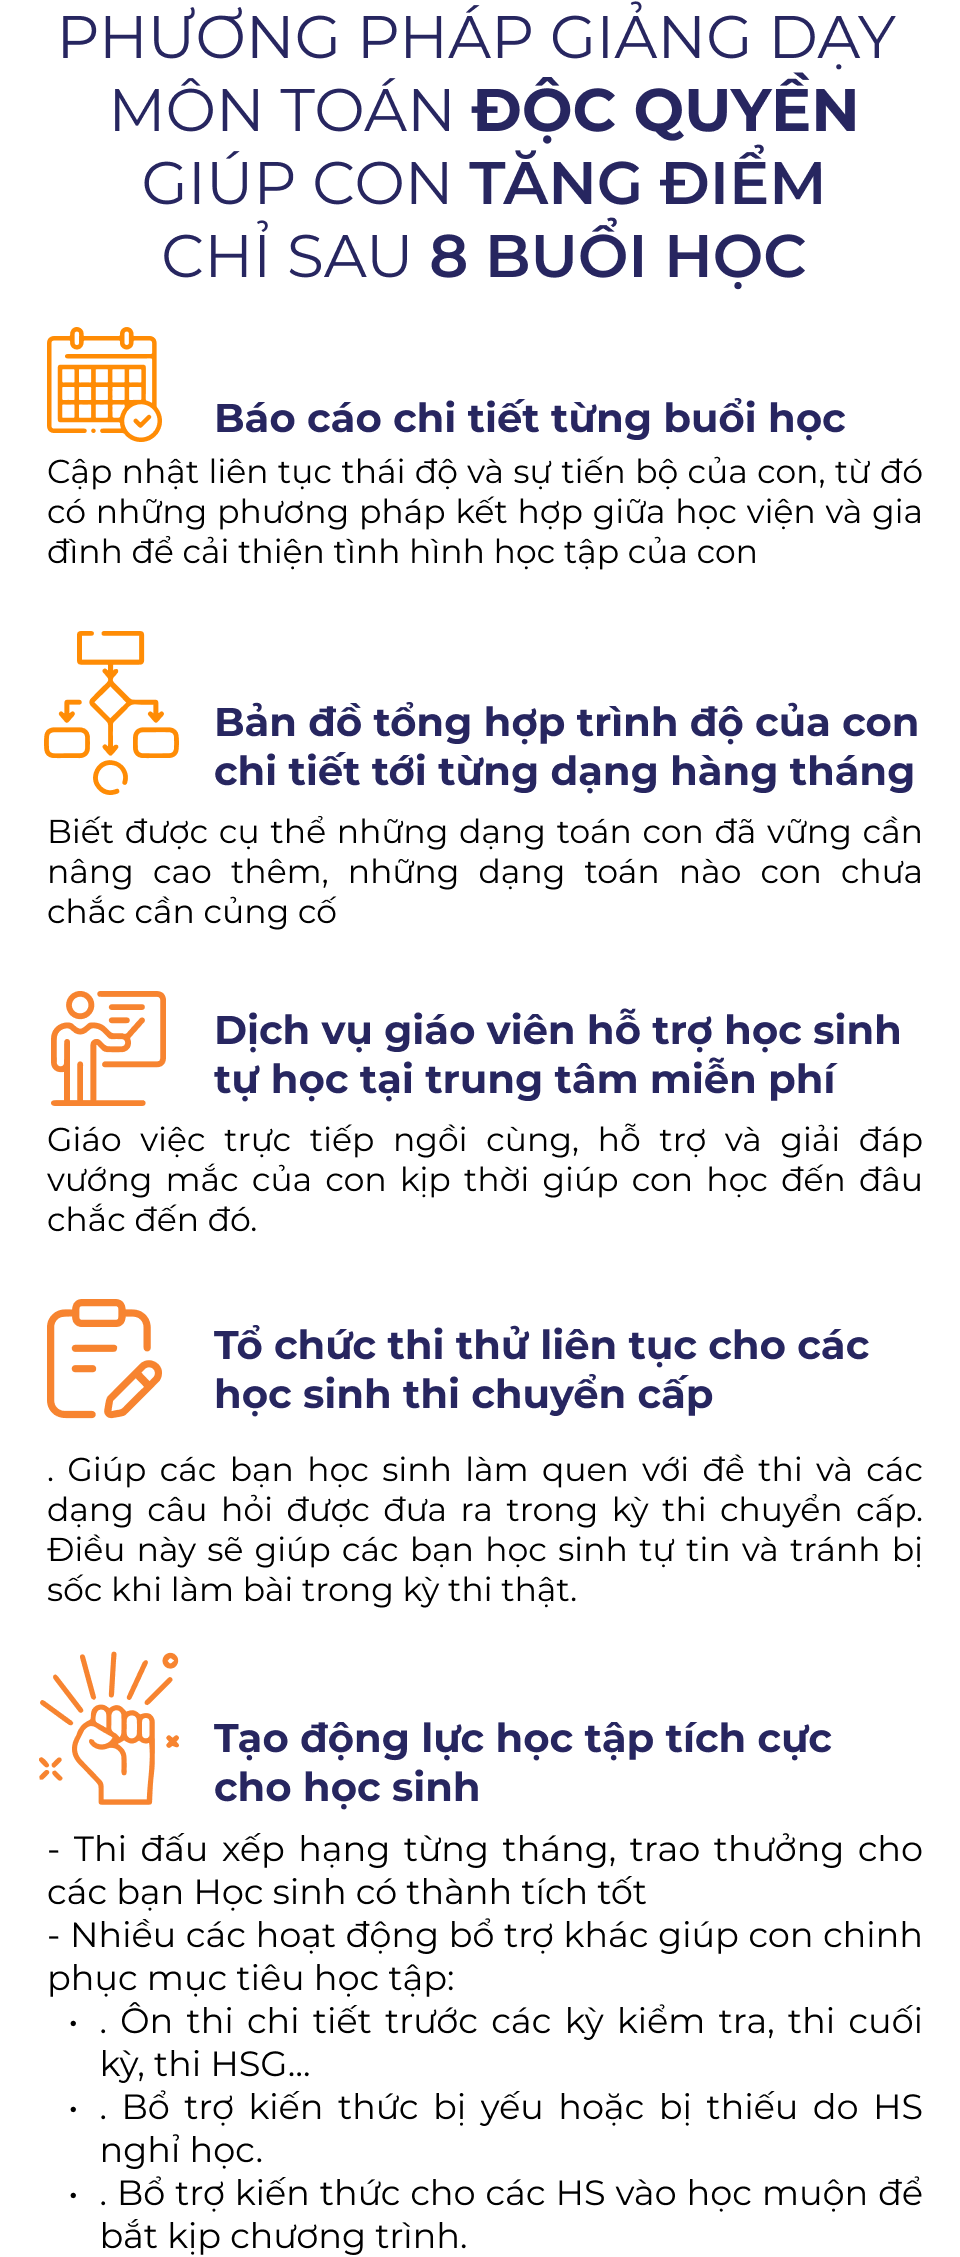 PHƯƠNG PHÁP GIẢNG DẠY
MÔN TOÁN ĐỘC QUYỀN
GIÚP CON TĂNG ĐIỂM
CHỈ SAU 8 BUỔI HỌC
Báo cáo chi tiết từng buổi học
Cập nhật liên tục thái độ và sự tiến bộ của con, từ đó
có những phương pháp kết hợp giữa học viện và gia
đình để cải thiện tình hình học tập của con
Bản đồ tổng hợp trình độ của con
chi tiết tới từng dạng hàng tháng
Biết được cụ thể những dạng toán con đã vững cần
nâng cao thêm, những dạng toán nào con chưa
chắc cần củng cố
Dịch vụ giáo viên hỗ trợ học sinh
tự học tại trung tâm miễn phí
Giáo việc trực tiếp ngồi cùng, hỗ trợ và giải đáp
vướng mắc của con kịp thời giúp con học đến đâu
chắc đến đó.
Tổ chức thi thử liên tục cho các
học sinh thi chuyển cấp
. Giúp các bạn học sinh làm quen với đề thi và các
dạng câu hỏi được đưa ra trong kỳ thi chuyển cấp.
Điều này sẽ giúp các bạn học sinh tự tin và tránh bị
sốc khi làm bài trong kỳ thi thật.
Tạo động lực học tập tích cực
cho học sinh
- Thi đấu xếp hạng từng tháng, trao thưởng cho
các bạn Học sinh có thành tích tốt
- Nhiều các hoạt động bổ trợ khác giúp con chinh
phục mục tiêu học tập:
• . Ôn thi chi tiết trước các kỳ kiểm tra, thi cuối
kỳ, thi HSG...
• . Bổ trợ kiến thức bị yếu hoặc bị thiếu do HS
nghỉ học.
• . Bổ trợ kiến thức cho các HS vào học muộn để
bắt kịp chương trình.